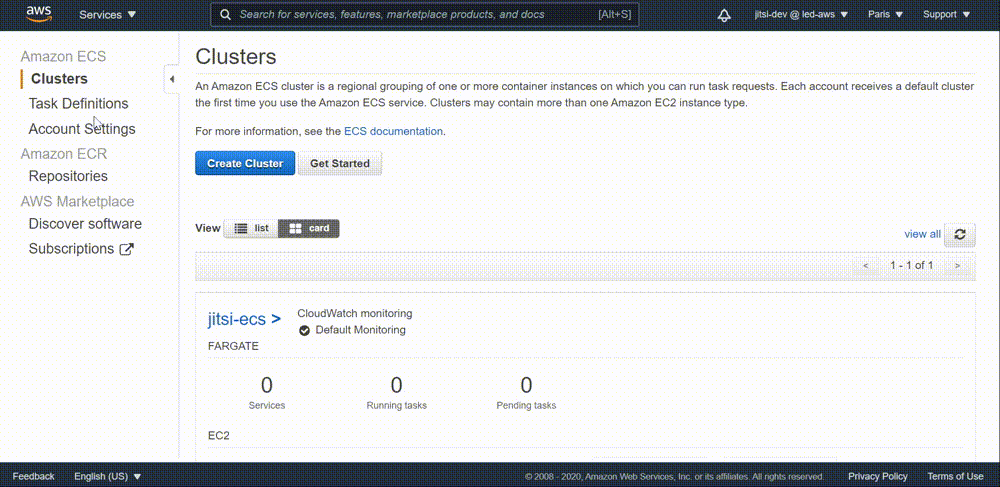 aws Services Search for services, features, marketplace products, and docs [Alt+S] jitsi-dev @ led-aws Paris Support
Amazon ECS
Clusters
Task Definitions
Account Settings
Amazon ECR
Repositories
AWS Marketplace
Discover software
Subscriptions
Clusters
An Amazon ECS cluster is a regional grouping of one or more container instances on which you can run task requests. Each account receives a default cluster
the first time you use the Amazon ECS service. Clusters may contain more than one Amazon EC2 instance type.
For more information, see the ECS documentation.
Create Cluster Get Started
View list card view all
< 1 - 1 of 1 >
jitsi-ecs > CloudWatch monitoring
Default Monitoring
FARGATE
0 0 0
Services Running tasks Pending tasks
EC2
Feedback English (US) © 2008 - 2020, Amazon Web Services, Inc. or its affiliates. All rights reserved. Privacy Policy Terms of Use